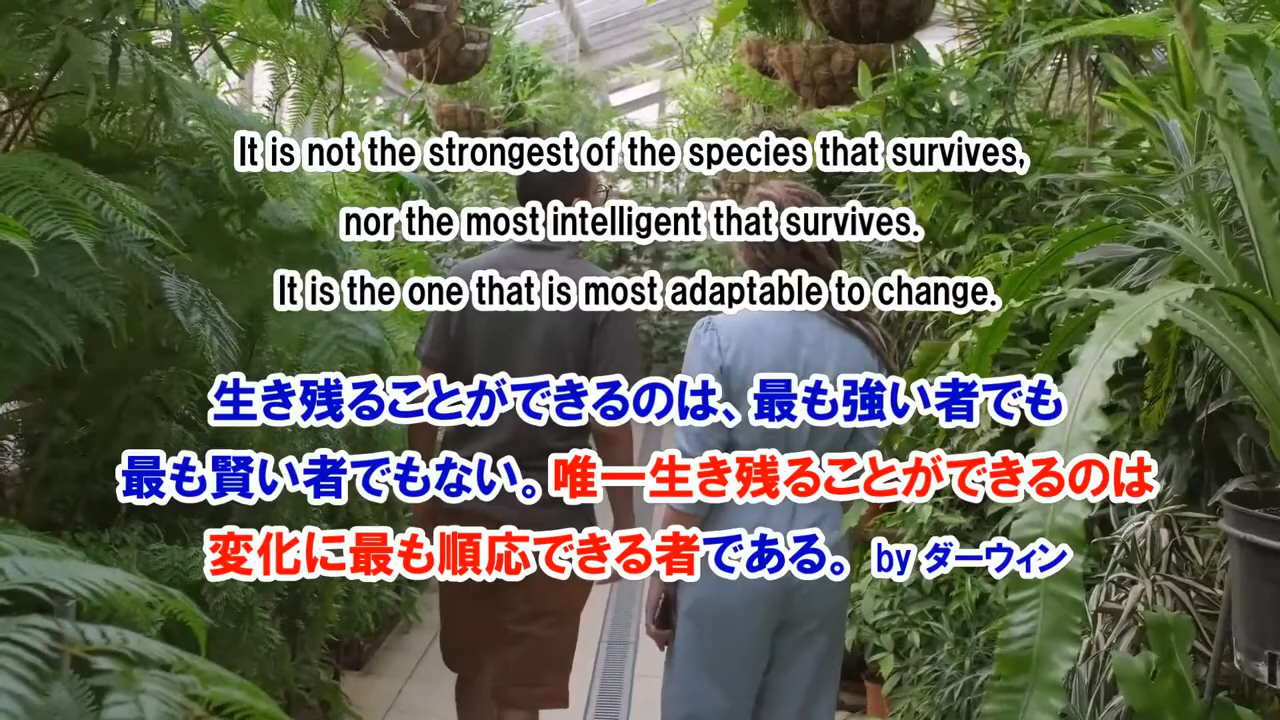 It is not the strongest of the species that survives,
nor the most intelligent that survives.
It is the one that is most adaptable to change.
生き残ることができるのは、最も強い者でも
最も賢い者でもない。唯一生き残ることができるのは
変化に最も順応できる者である。 by ダーウィン